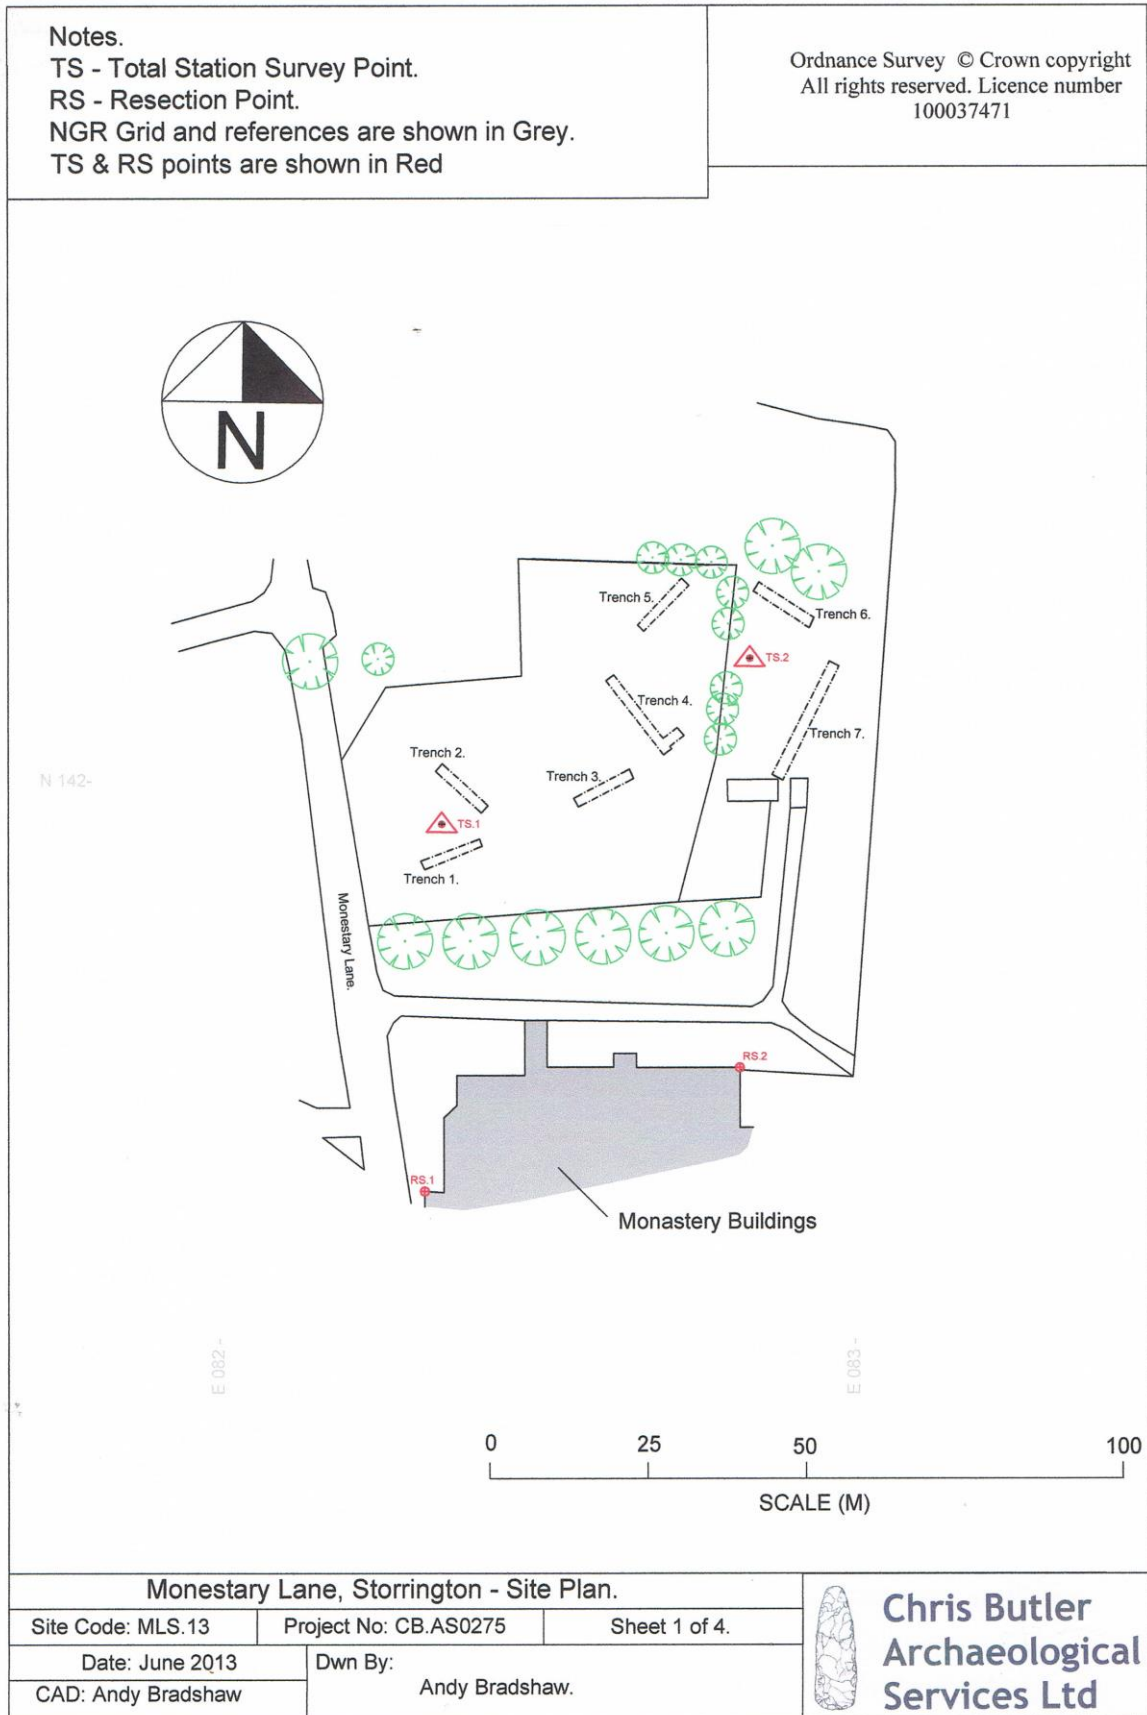 Notes.
TS - Total Station Survey Point.
RS - Resection Point.
NGR Grid and references are shown in Grey.
TS & RS points are shown in Red
Ordnance Survey © Crown copyright
All rights reserved. Licence number
100037471
N
Trench 5.
Trench 6.
TS.2
Trench 4.
Trench 7.
Trench 2.
Trench 3.
N 142-
TS.1
Trench 1.
Monestary Lane.
RS.2
RS.1
Monastery Buildings
E 082 -
E 083 -
0 25 50 100
SCALE (M)
Monestary Lane, Storrington - Site Plan.
Site Code: MLS.13
Project No: CB.AS0275
Sheet 1 of 4.
Date: June 2013
CAD: Andy Bradshaw
Dwn By:
Andy Bradshaw.
Chris Butler
Archaeological
Services Ltd